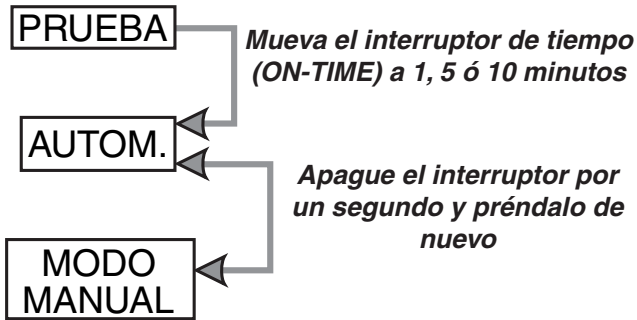 PRUEBA
Mueva el interruptor de tiempo
(ON-TIME) a 1, 5 ó 10 minutos
AUTOM.
Apague el interruptor por
un segundo y préndalo de
nuevo
MODO
MANUAL